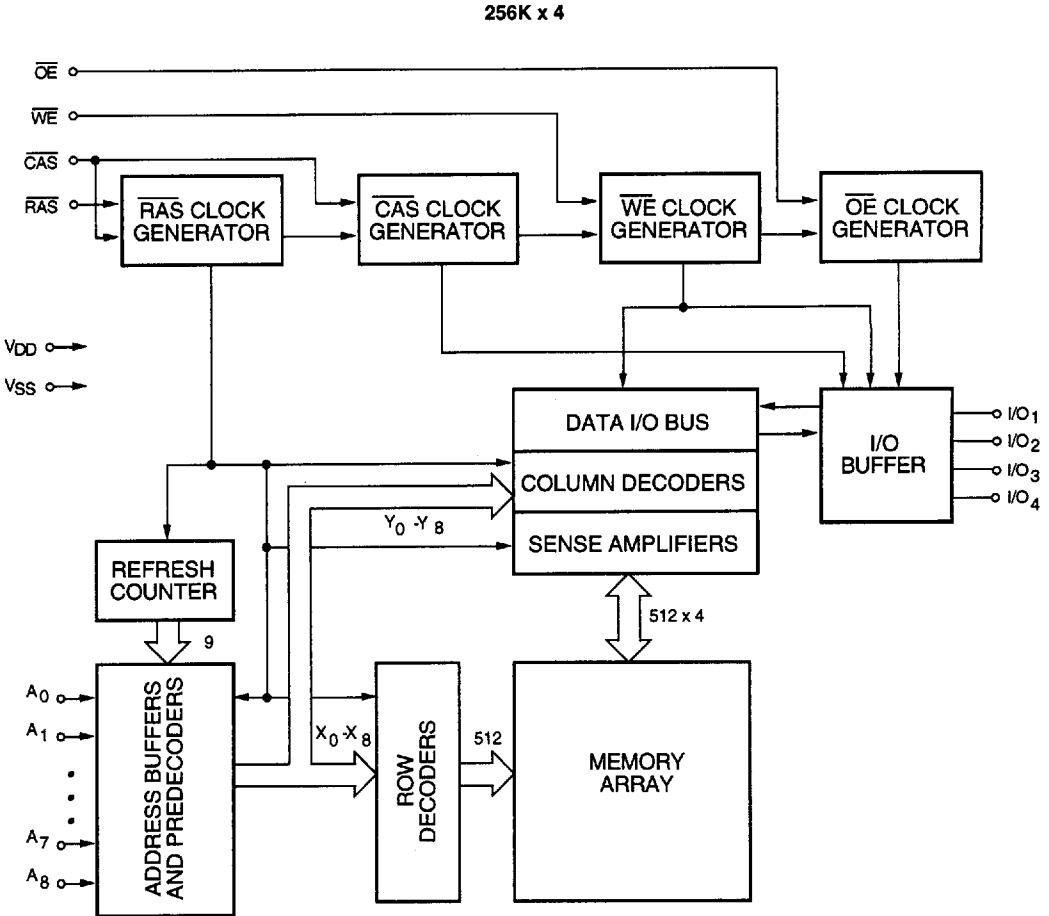 256K x 4
OE
WE
CAS
RAS
RAS CLOCK
GENERATOR
CAS CLOCK
GENERATOR
WE CLOCK
GENERATOR
OE CLOCK
GENERATOR
VDD
VSS
DATA I/O BUS
COLUMN DECODERS
SENSE AMPLIFIERS
I/O
BUFFER
I/O1
I/O2
I/O3
I/O4
Y0 -Y8
REFRESH
COUNTER
9
512 x 4
A0
A1
A7
A8
ADDRESS BUFFERS
AND PREDECODERS
X0-X8
ROW
DECODERS
512
MEMORY
ARRAY